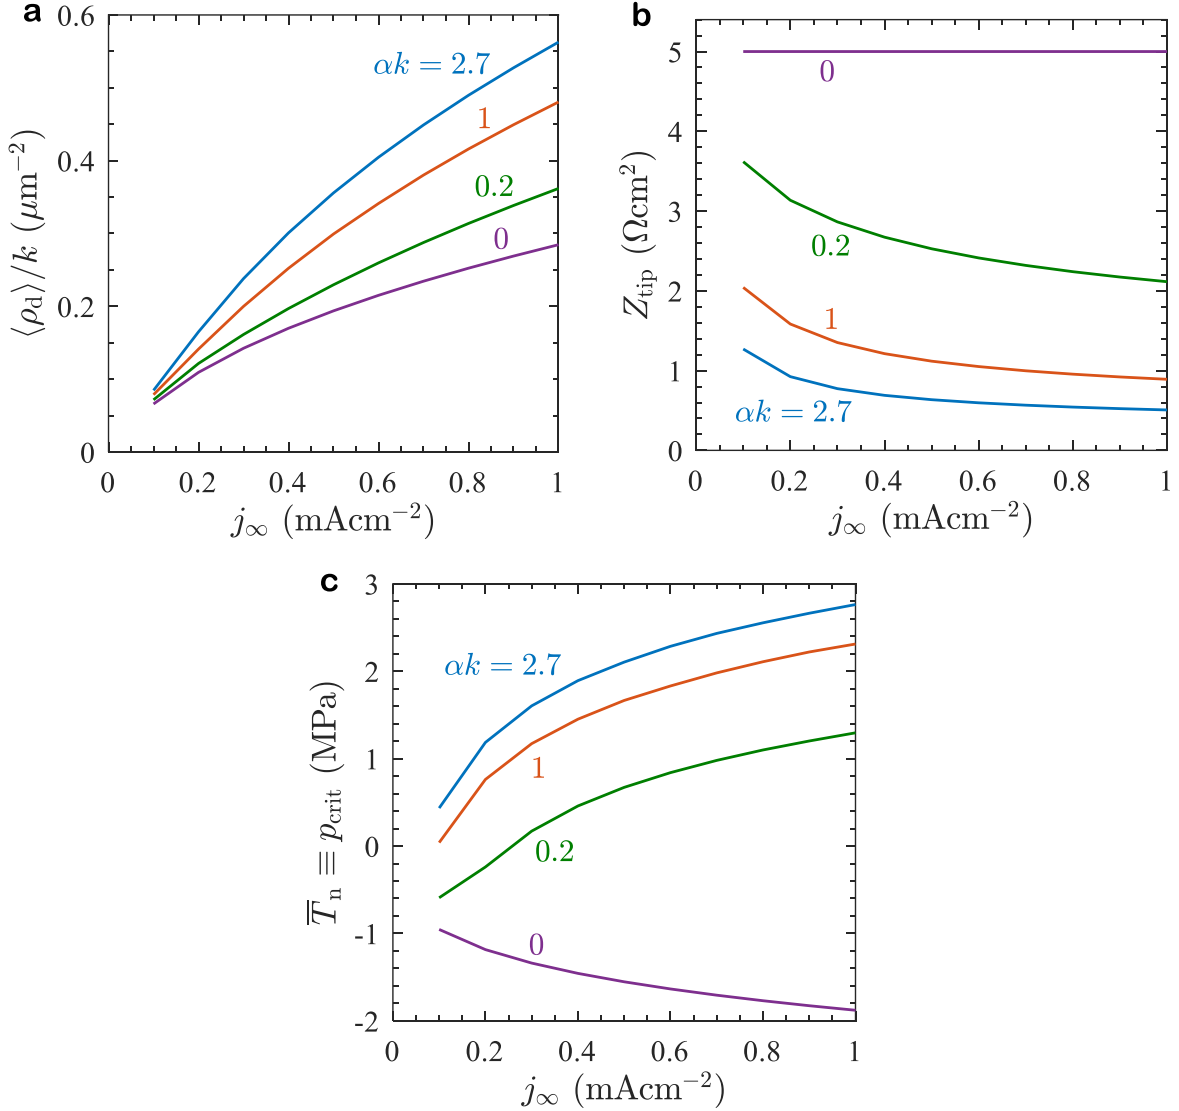 a
0.6
0.4
0.2
0
0 0.2 0.4 0.6 0.8 1
⟨ρd⟩/k (μm⁻²)
j∞ (mAcm⁻²)
αk = 2.7
1
0.2
0
b
5
4
3
2
1
0
0 0.2 0.4 0.6 0.8 1
Ztip (Ωcm²)
j∞ (mAcm⁻²)
0
0.2
1
αk = 2.7
c
3
2
1
0
-1
-2
0 0.2 0.4 0.6 0.8 1
T̿n ≡ pcrit (MPa)
j∞ (mAcm⁻²)
αk = 2.7
1
0.2
0